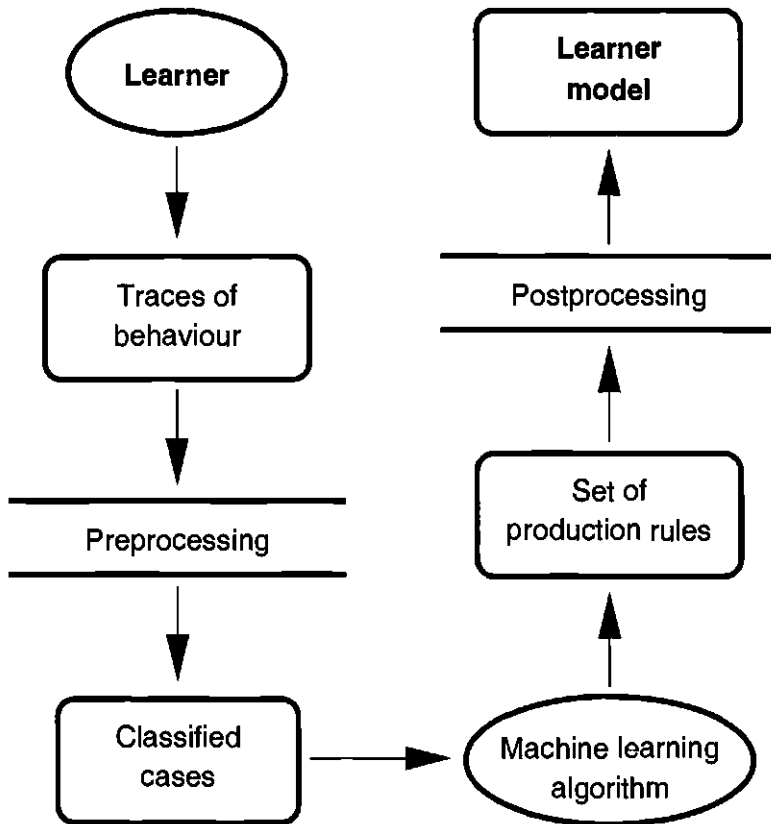 Learner
Traces of
behaviour
Preprocessing
Classified
cases
Machine learning
algorithm
Set of
production rules
Postprocessing
Learner
model